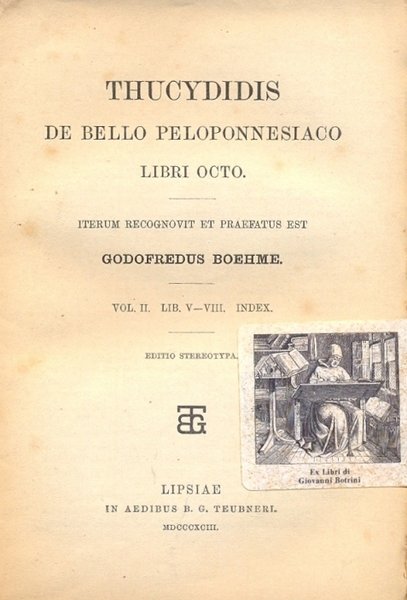 THUCYDIDIS
DE BELLO PELOPONNESIACO
LIBRI OCTO.
ITERUM RECOGNOVIT ET PRAEFATUS EST
GODOFREDUS BOEHME.
VOL. II. LIB. V—VIII. INDEX.
EDITIO STEREOTYPA.
BTG
Ex Libri di
Giovanni Botrini
LIPSIAE
IN AEDIBUS B. G. TEUBNERI.
MDCCCXCIII.